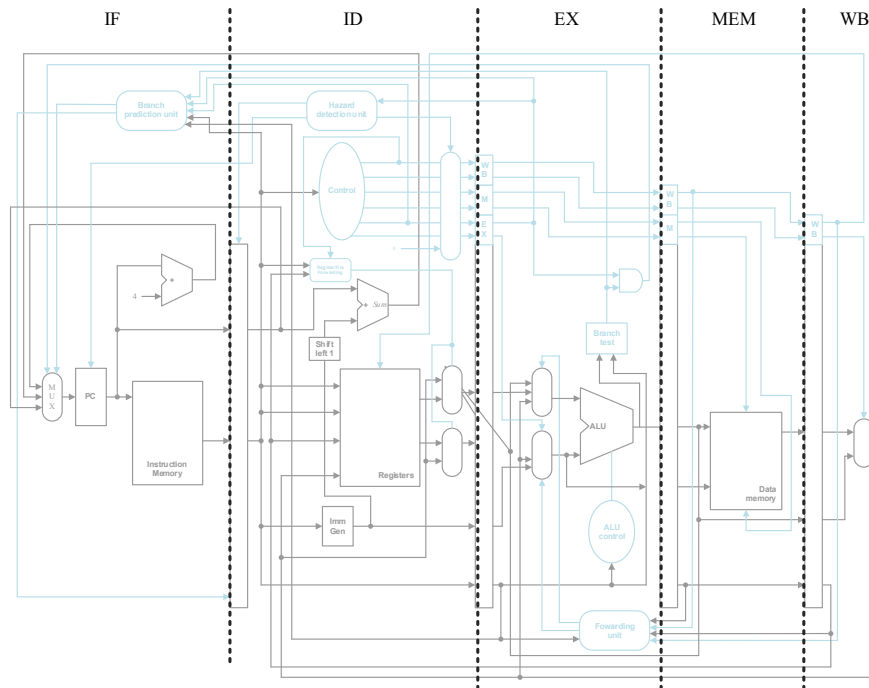 IF
ID
EX
MEM
WB
Branch
prediction unit
Hazard
detection unit
Control
W
B
M
E
X
W
B
M
W
B
+
4
+ Sum
Shift
left 1
Branch
test
M
U
X
PC
ALU
Instruction
Memory
Registers
Data
memory
Imm
Gen
ALU
control
Fowarding
unit